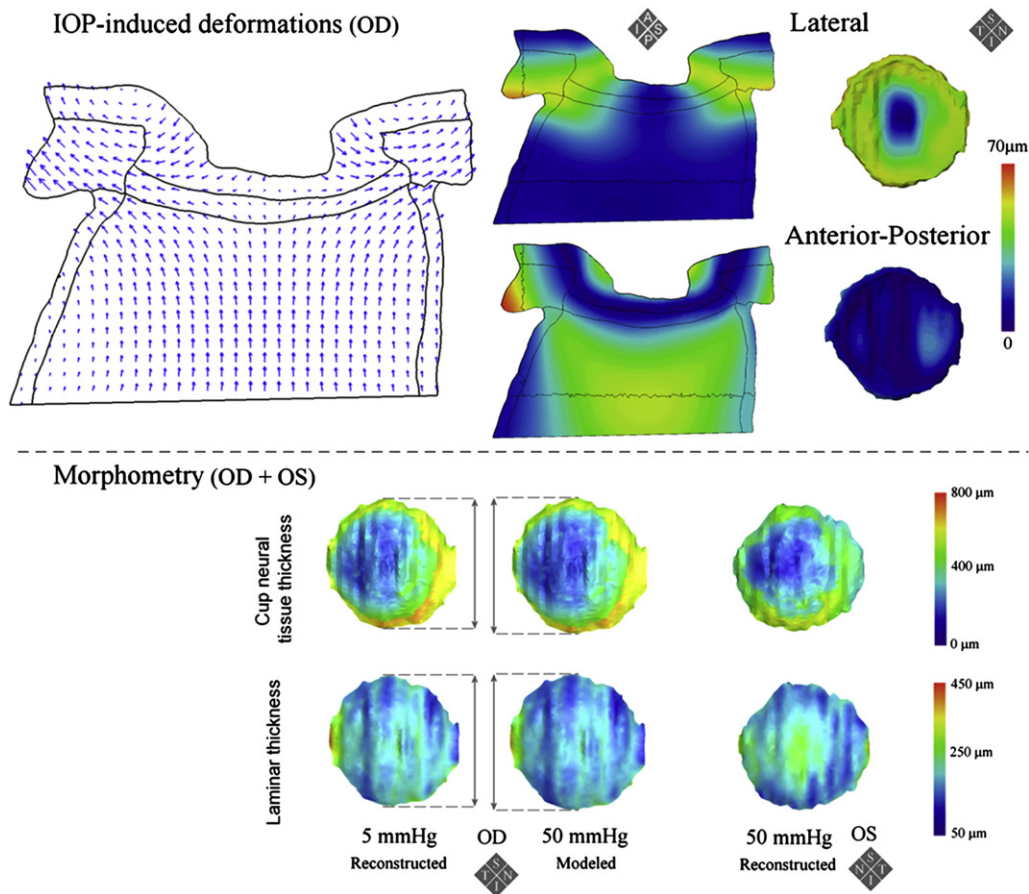 IOP-induced deformations (OD)
A
I S
P
Lateral
S
T N
I
70µm
Anterior-Posterior
0
Morphometry (OD + OS)
Cup neural
tissue thickness
800 µm
400 µm
0 µm
Laminar thickness
450 µm
250 µm
50 µm
5 mmHg OD 50 mmHg 50 mmHg OS
Reconstructed Modeled Reconstructed
S
T N
I
S
N T
I